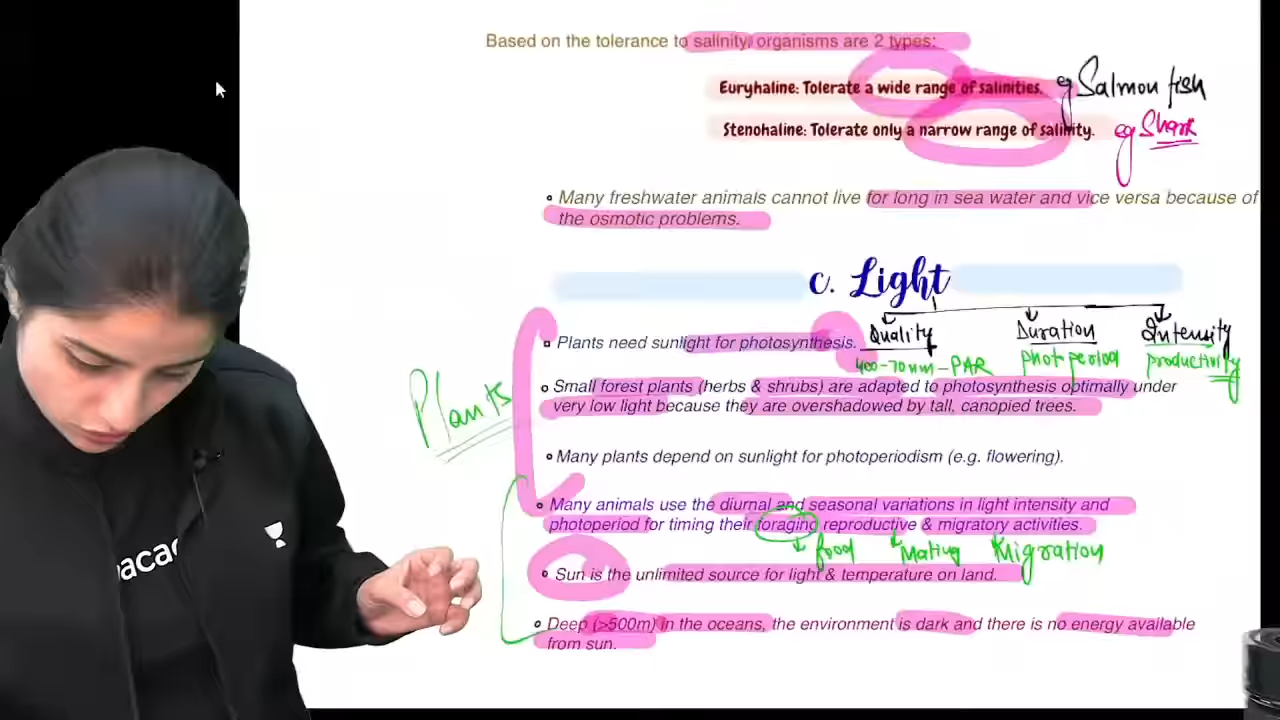 Based on the tolerance to salinity, organisms are 2 types:
Euryhaline: Tolerate a wide range of salinities. eg Salmon fish
Stenohaline: Tolerate only a narrow range of salinity. eg Shark
Many freshwater animals cannot live for long in sea water and vice versa because of
the osmotic problems.
c. Light
Plants need sunlight for photosynthesis. Quality Duration Intensity
400-70nm-PAR photoperiod productivity
Small forest plants (herbs & shrubs) are adapted to photosynthesis optimally under
very low light because they are overshadowed by tall, canopied trees.
Plants
Many plants depend on sunlight for photoperiodism (e.g. flowering).
Many animals use the diurnal and seasonal variations in light intensity and
photoperiod for timing their foraging reproductive & migratory activities.
food Mating Migration
Sun is the unlimited source for light & temperature on land.
Deep (>500m) in the oceans, the environment is dark and there is no energy available
from sun.